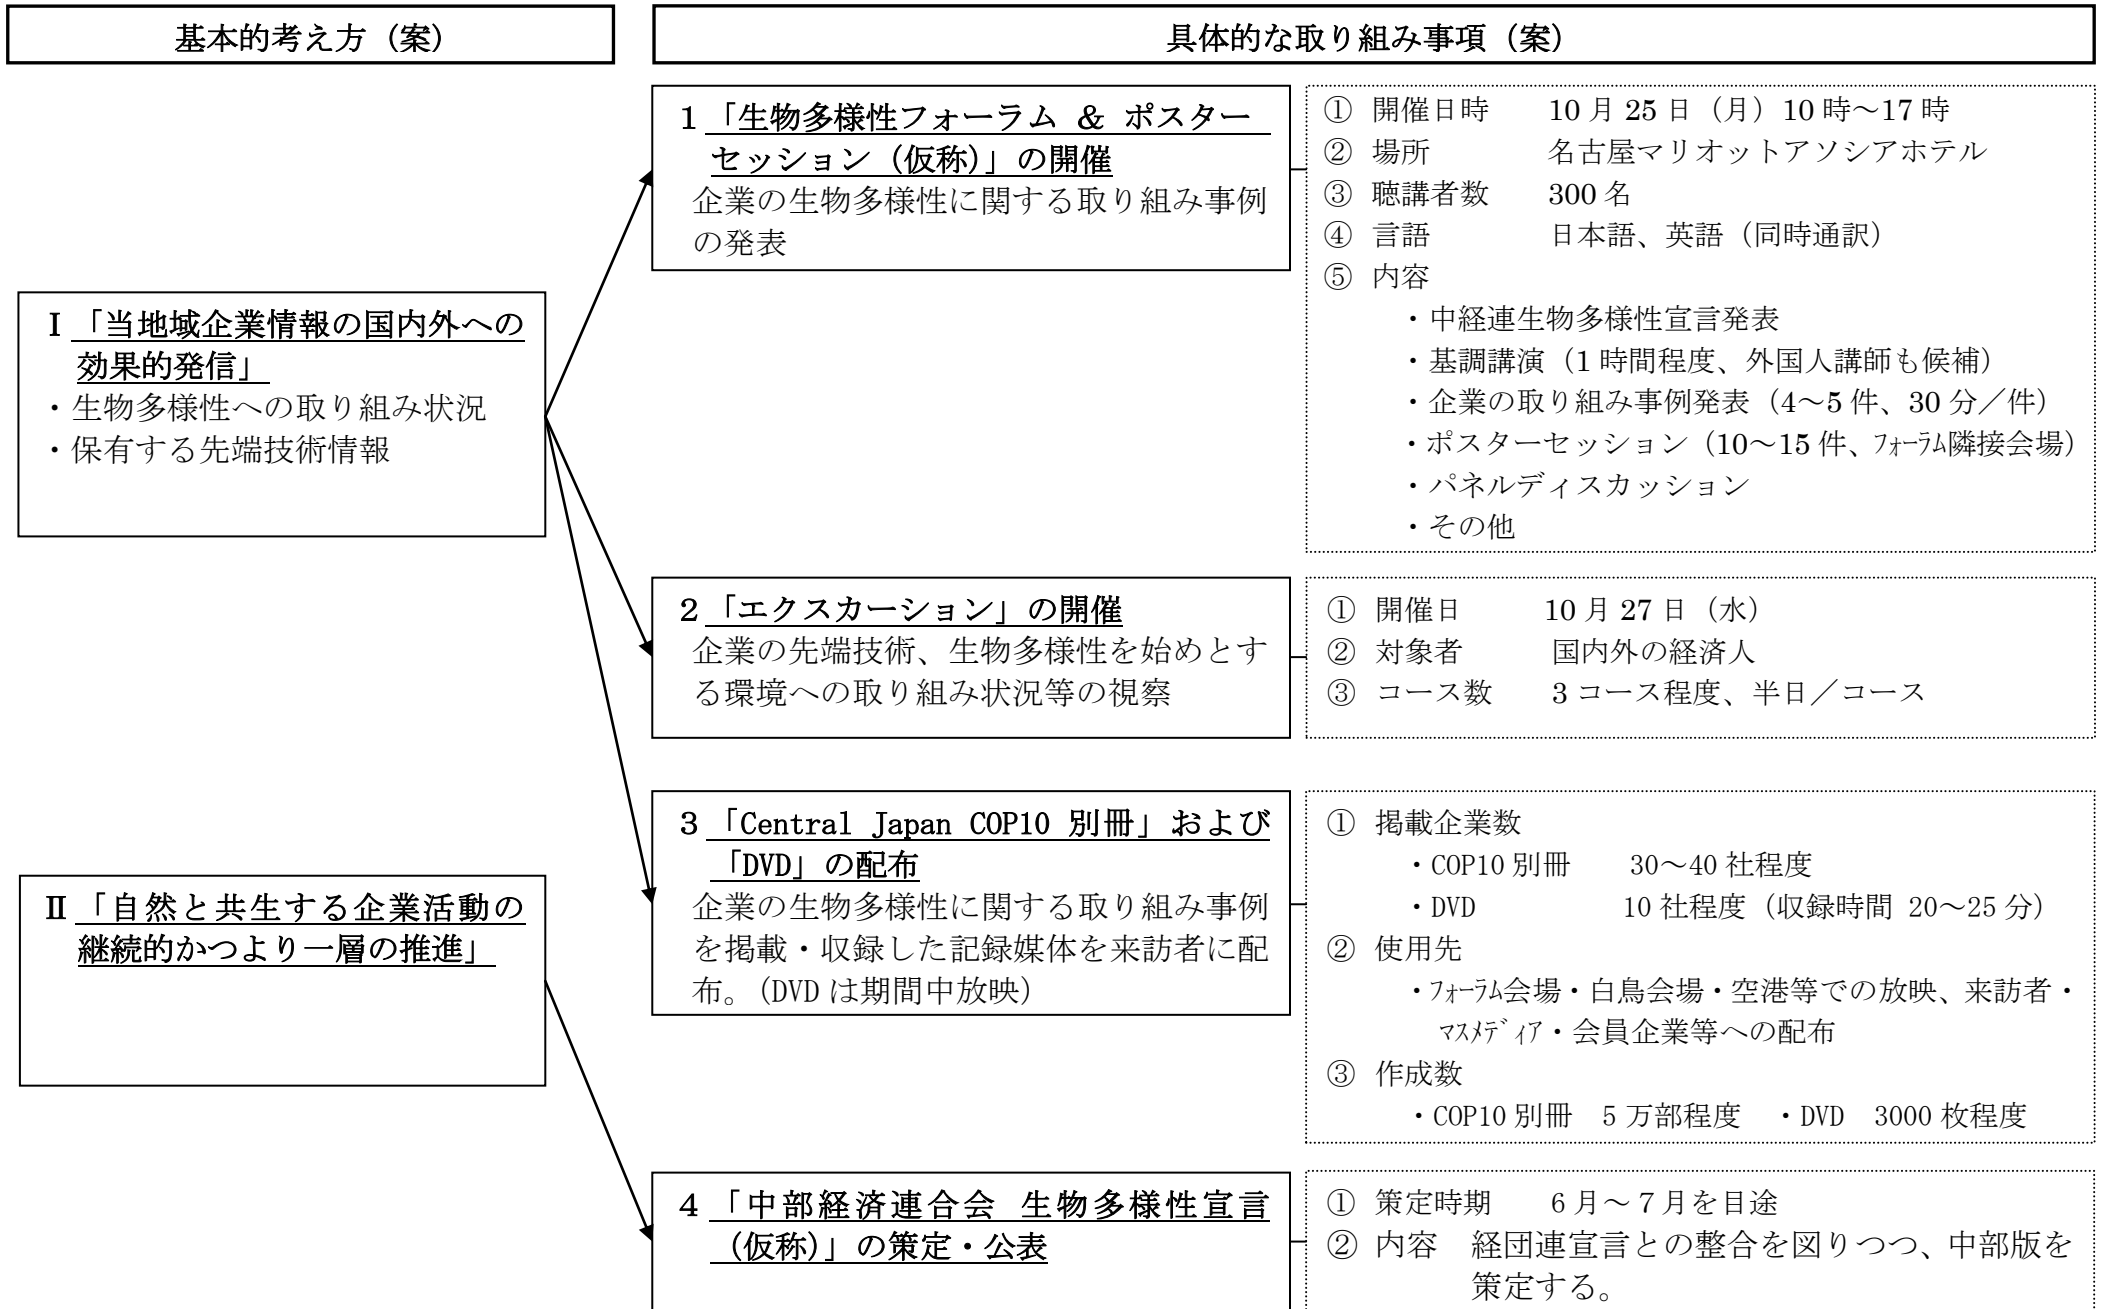 基本的考え方（案）
具体的な取り組み事項（案）
Ⅰ「当地域企業情報の国内外への
効果的発信」
・生物多様性への取り組み状況
・保有する先端技術情報
Ⅱ「自然と共生する企業活動の
継続的かつより一層の推進」
１「生物多様性フォーラム ＆ ポスター
セッション（仮称）」の開催
企業の生物多様性に関する取り組み事例
の発表
① 開催日時 10月25日（月）10時～17時
② 場所 名古屋マリオットアソシアホテル
③ 聴講者数 300名
④ 言語 日本語、英語（同時通訳）
⑤ 内容
・中経連生物多様性宣言発表
・基調講演（1時間程度、外国人講師も候補）
・企業の取り組み事例発表（4～5件、30分／件）
・ポスターセッション（10～15件、ﾌｫｰﾗﾑ隣接会場）
・パネルディスカッション
・その他
２「エクスカーション」の開催
企業の先端技術、生物多様性を始めとす
る環境への取り組み状況等の視察
① 開催日 10月27日（水）
② 対象者 国内外の経済人
③ コース数 3コース程度、半日／コース
３「Central Japan COP10 別冊」および
「DVD」の配布
企業の生物多様性に関する取り組み事例
を掲載・収録した記録媒体を来訪者に配
布。（DVDは期間中放映）
① 掲載企業数
・COP10別冊 30～40社程度
・DVD 10社程度（収録時間 20～25分）
② 使用先
・ﾌｫｰﾗﾑ会場・白鳥会場・空港等での放映、来訪者・
ﾏｽﾒﾃﾞｨｱ・会員企業等への配布
③ 作成数
・COP10別冊 5万部程度 ・DVD 3000枚程度
４「中部経済連合会 生物多様性宣言
（仮称）」の策定・公表
① 策定時期 6月～7月を目途
② 内容 経団連宣言との整合を図りつつ、中部版を
策定する。